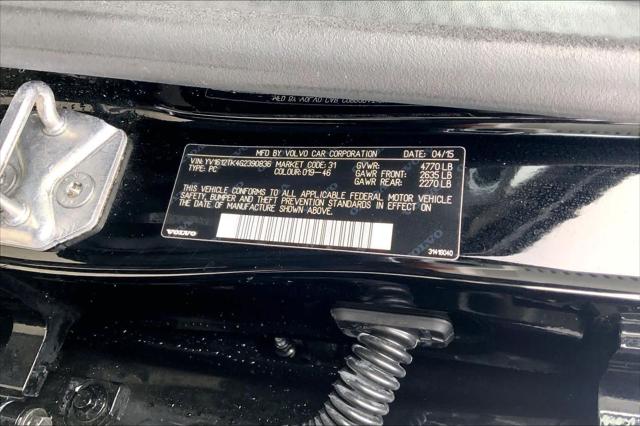 MFD BY VOLVO CAR CORPORATION DATE: 04/15
VIN: YV1612TK4G2390836 MARKET CODE: 31 GVWR: 4770 LB
TYPE: PC COLOUR: 019-46 GAWR FRONT: 2635 LB
GAWR REAR: 2270 LB
THIS VEHICLE CONFORMS TO ALL APPLICABLE FEDERAL MOTOR VEHICLE
SAFETY BUMPER AND THEFT PREVENTION STANDARDS IN EFFECT ON
THE DATE OF MANUFACTURE SHOWN ABOVE.
VOLVO 31416040